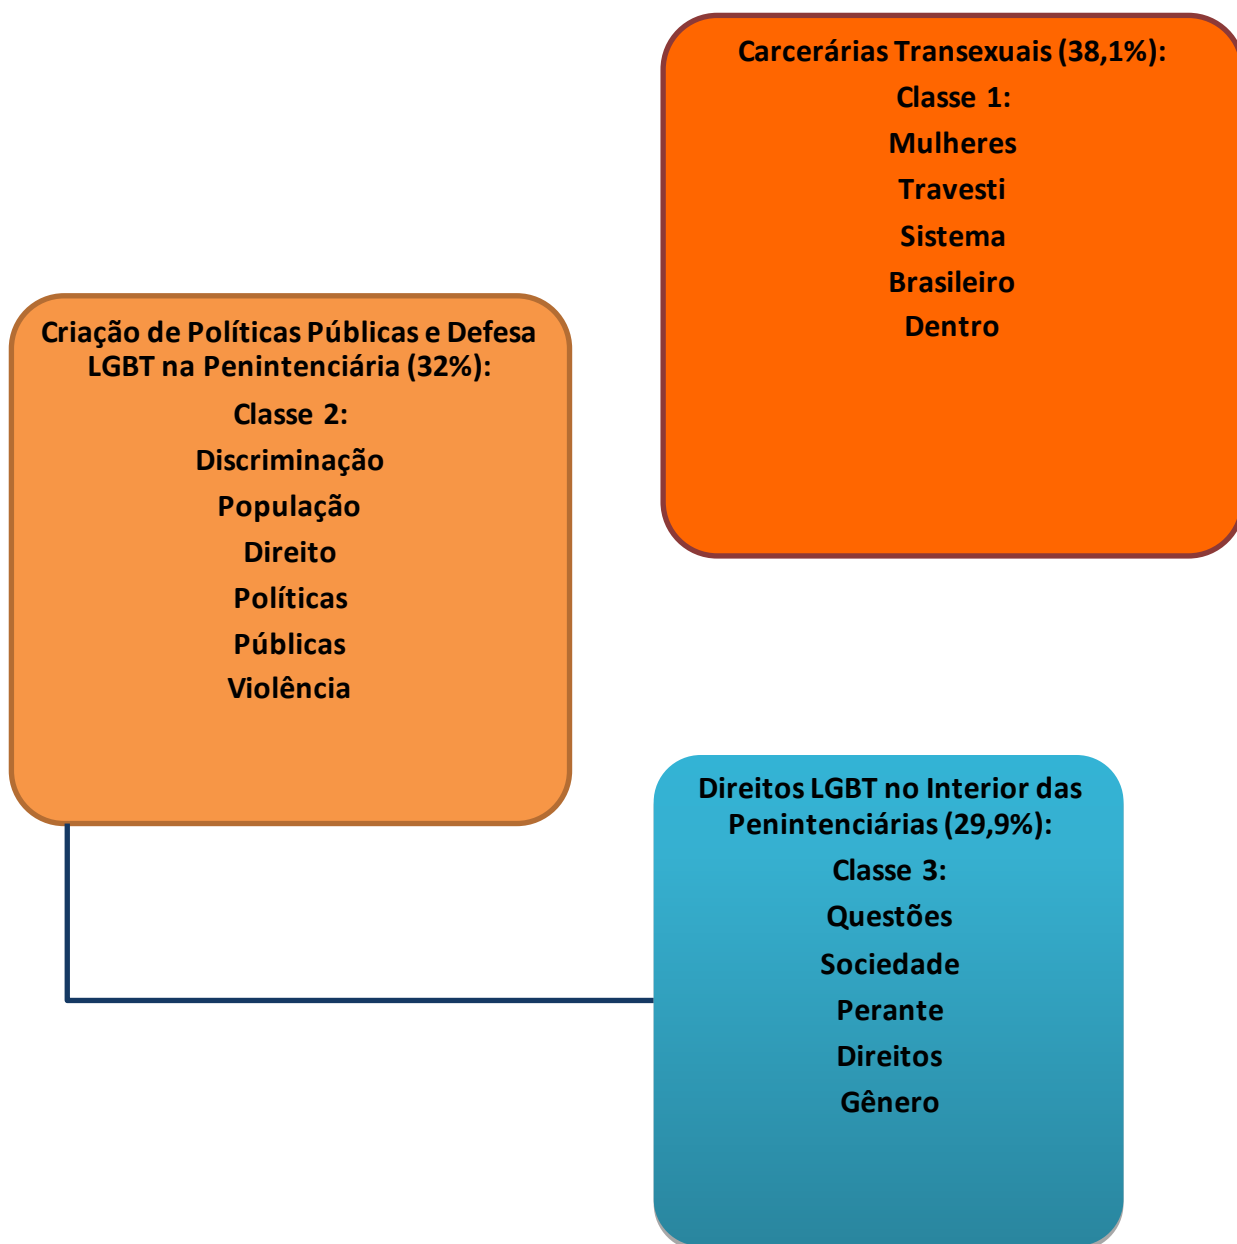 Carcerárias Transexuais (38,1%):
Classe 1:
Mulheres
Travesti
Sistema
Brasileiro
Dentro
Criação de Políticas Públicas e Defesa
LGBT na Penintenciária (32%):
Classe 2:
Discriminação
População
Direito
Políticas
Públicas
Violência
Direitos LGBT no Interior das
Penintenciárias (29,9%):
Classe 3:
Questões
Sociedade
Perante
Direitos
Gênero